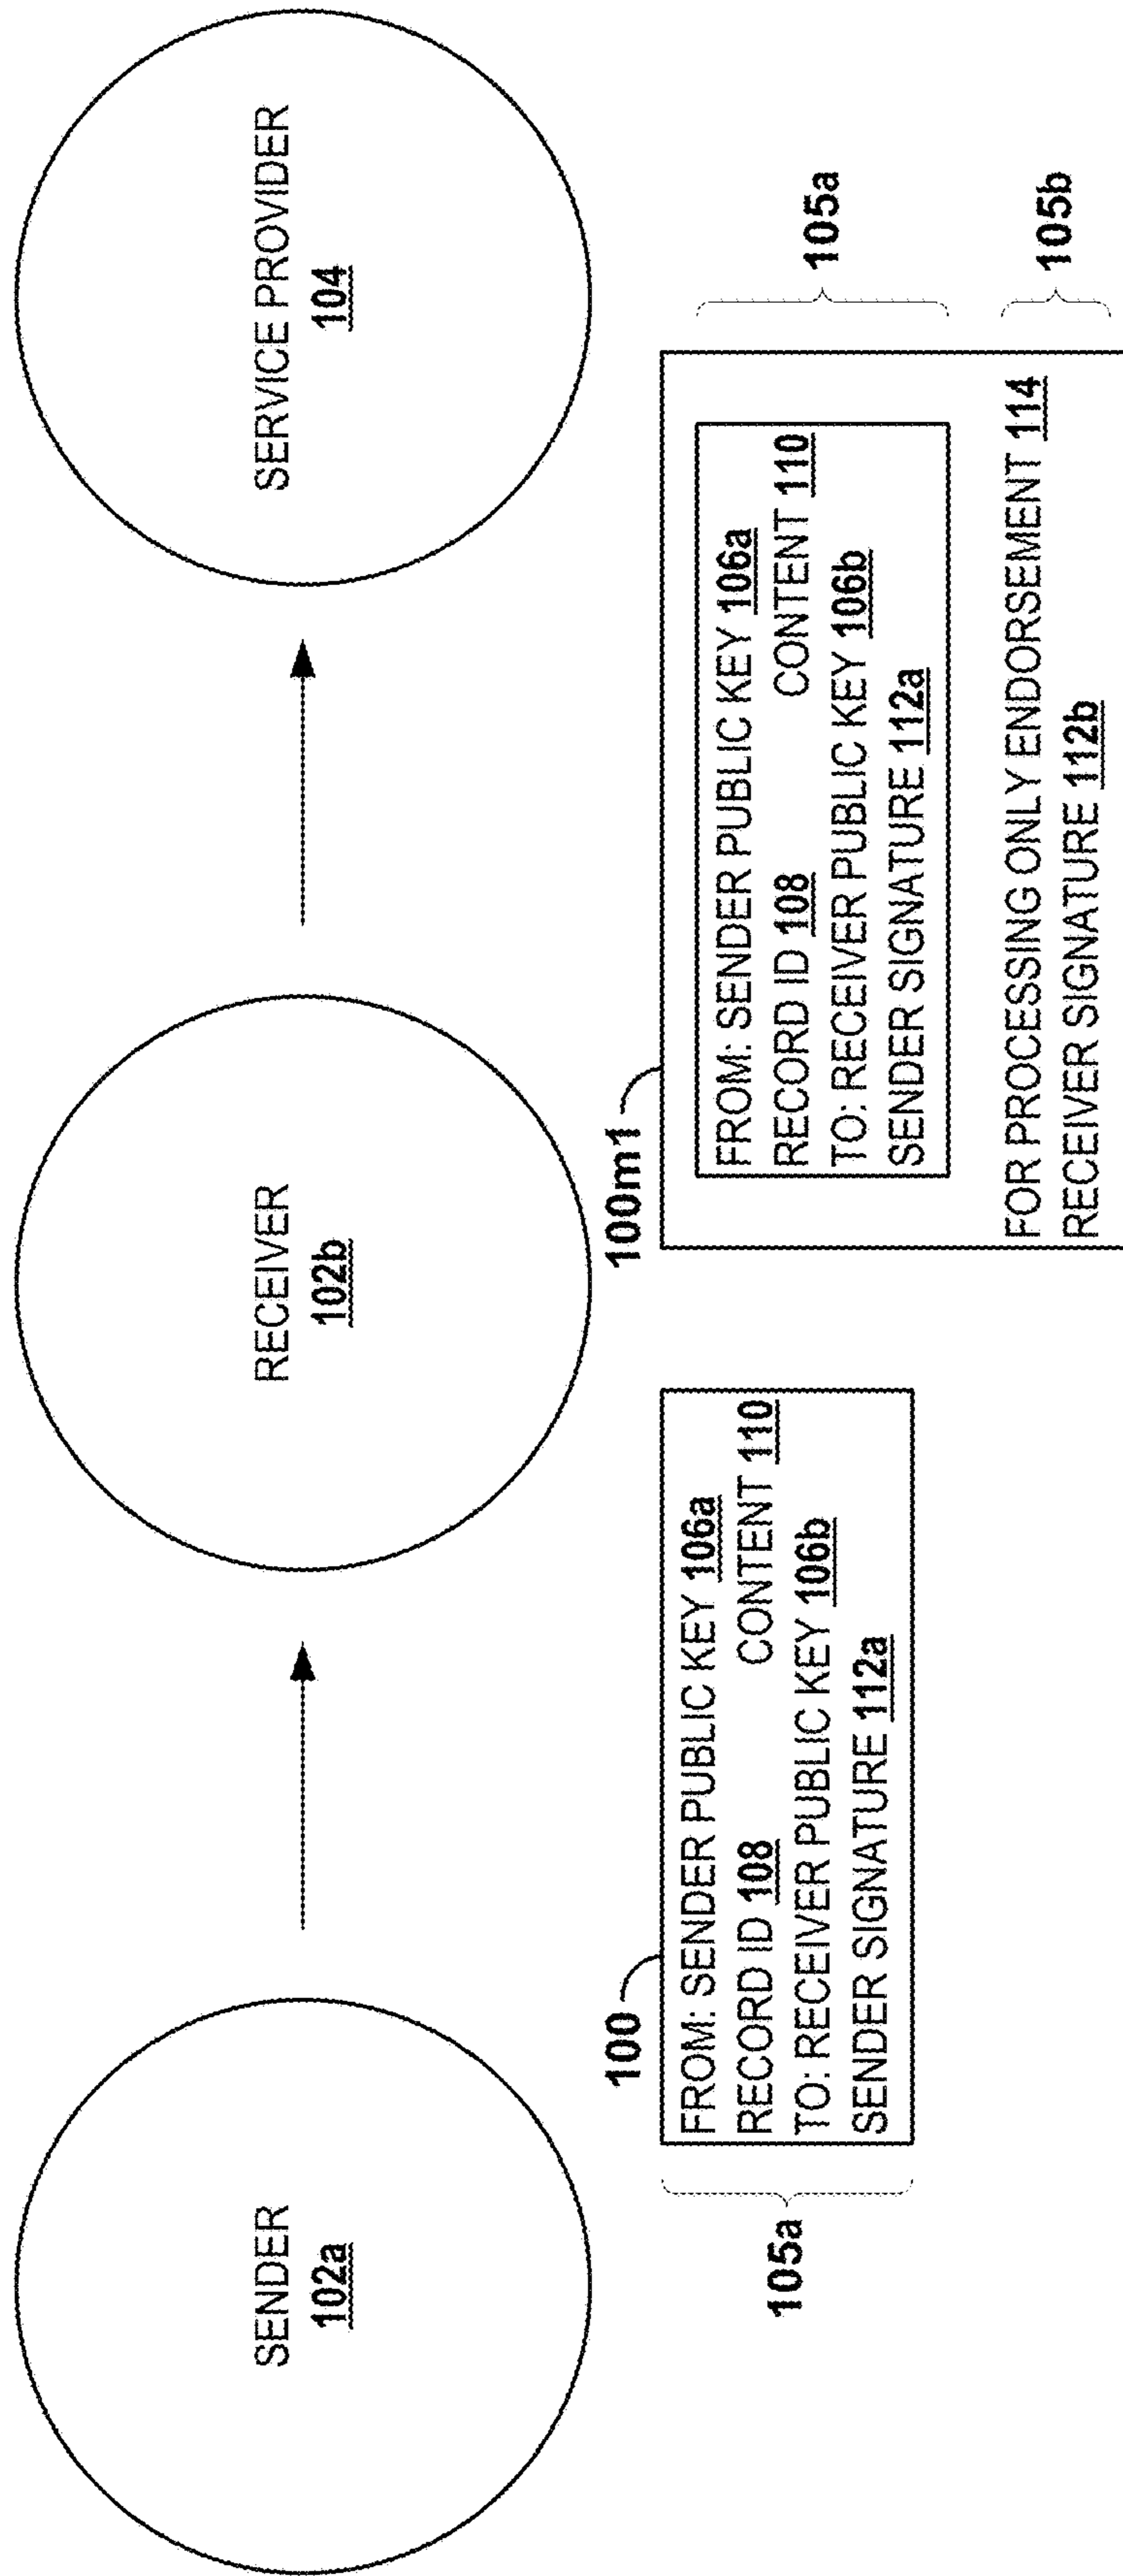 SENDER
102a
RECEIVER
102b
SERVICE PROVIDER
104
100
FROM: SENDER PUBLIC KEY 106a
RECORD ID 108 CONTENT 110
TO: RECEIVER PUBLIC KEY 106b
SENDER SIGNATURE 112a
105a
100m1
FROM: SENDER PUBLIC KEY 106a
RECORD ID 108 CONTENT 110
TO: RECEIVER PUBLIC KEY 106b
SENDER SIGNATURE 112a
FOR PROCESSING ONLY ENDORSEMENT 114
RECEIVER SIGNATURE 112b
105a
105b